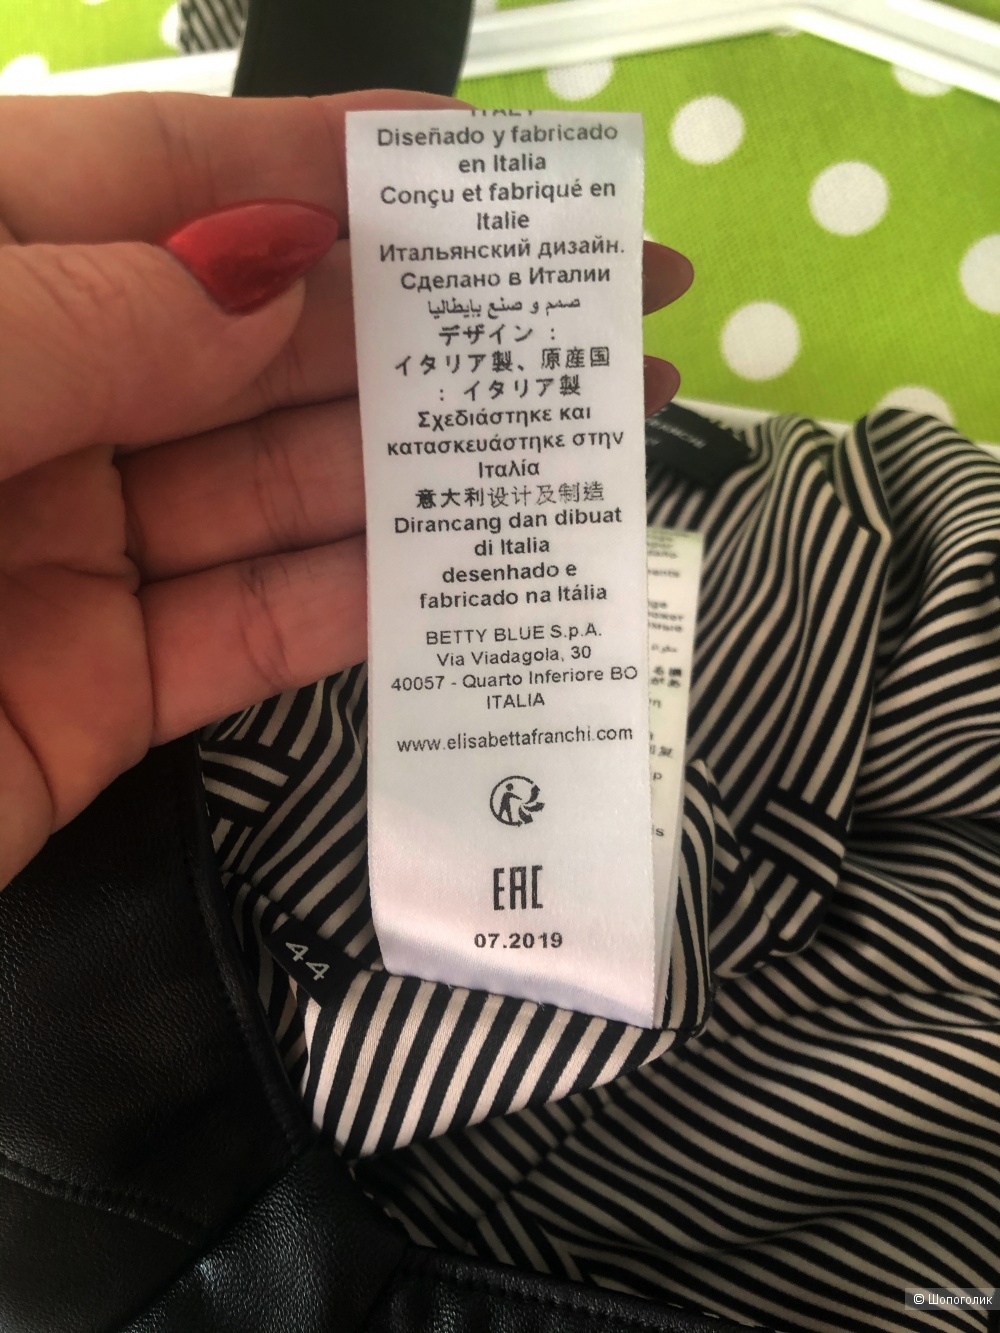 ITALY
Diseñado y fabricado
en Italia
Conçu et fabriqué en
Italie
Итальянский дизайн.
Сделано в Италии
صمم و صنع بإيطاليا
デザイン :
イタリア製、原産国
: イタリア製
Σχεδιάστηκε και
κατασκευάστηκε στην
Ιταλία
意大利设计及制造
Dirancang dan dibuat
di Italia
desenhado e
fabricado na Itália
BETTY BLUE S.p.A.
Via Viadagola, 30
40057 - Quarto Inferiore BO
ITALIA
www.elisabettafranchi.com
EAC
07.2019
44
© Шопоголик